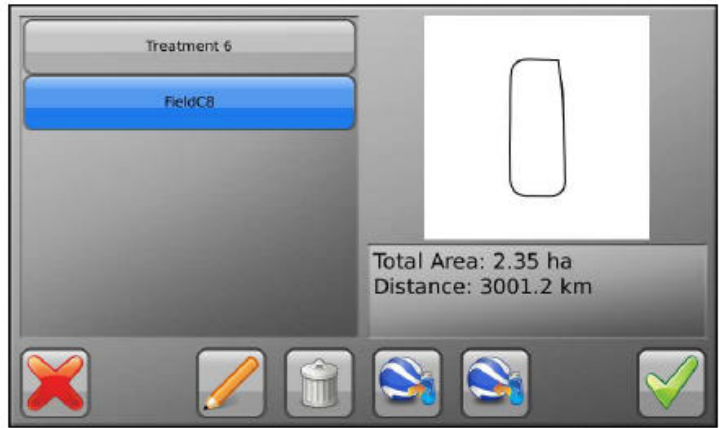 Treatment 6
FieldC8
Total Area: 2.35 ha
Distance: 3001.2 km